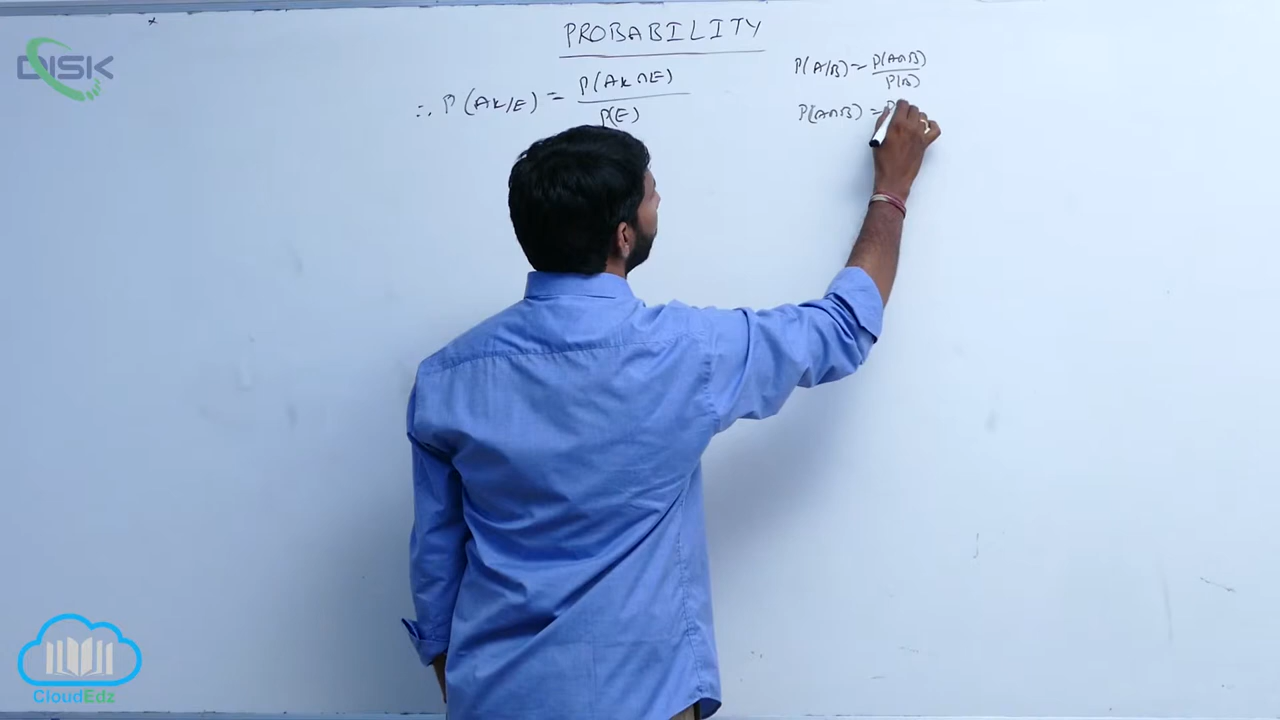 DISK
PROBABILITY
∴ P(AK/E) = P(AK∩E) / P(E)
P(A/B) = P(A∩B) / P(B)
P(A∩B) = P
CloudEdz